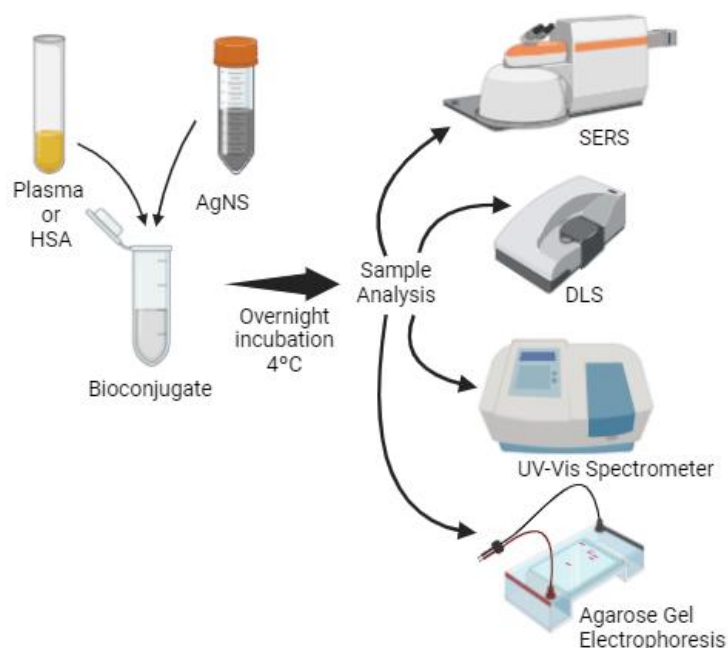 Plasma
or
HSA
AgNS
Bioconjugate
Overnight
incubation
4ºC
Sample
Analysis
SERS
DLS
UV-Vis Spectrometer
Agarose Gel
Electrophoresis